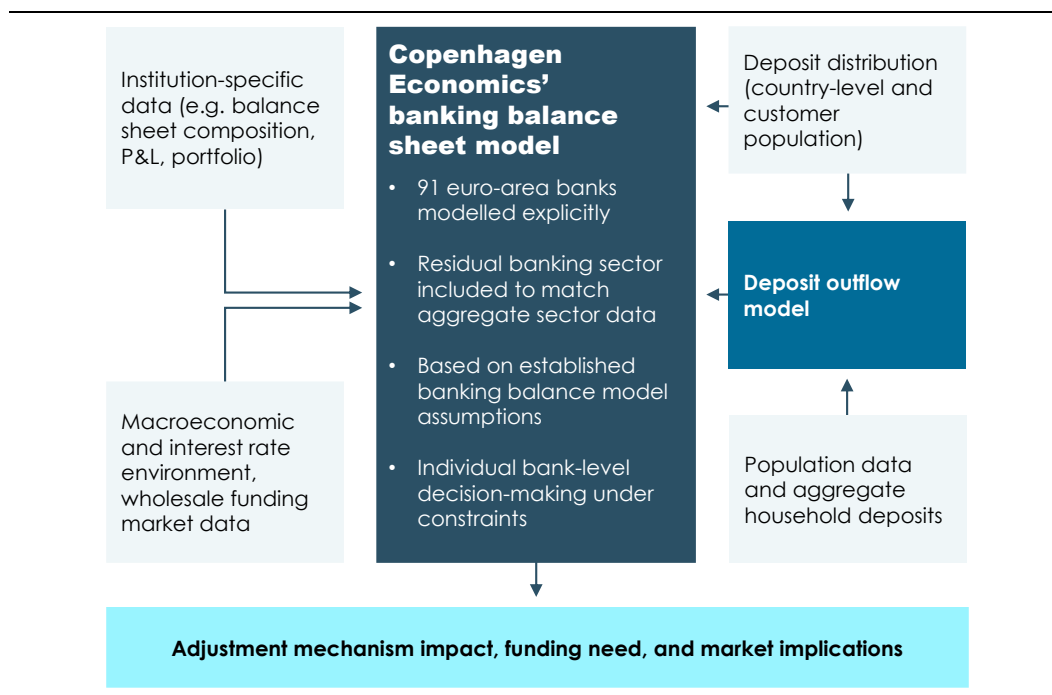 Institution-specific
data (e.g. balance
sheet composition,
P&L, portfolio)
Macroeconomic
and interest rate
environment,
wholesale funding
market data
Copenhagen
Economics’
banking balance
sheet model
• 91 euro-area banks
modelled explicitly
• Residual banking sector
included to match
aggregate sector data
• Based on established
banking balance model
assumptions
• Individual bank-level
decision-making under
constraints
Deposit distribution
(country-level and
customer
population)
Deposit outflow
model
Population data
and aggregate
household deposits
Adjustment mechanism impact, funding need, and market implications